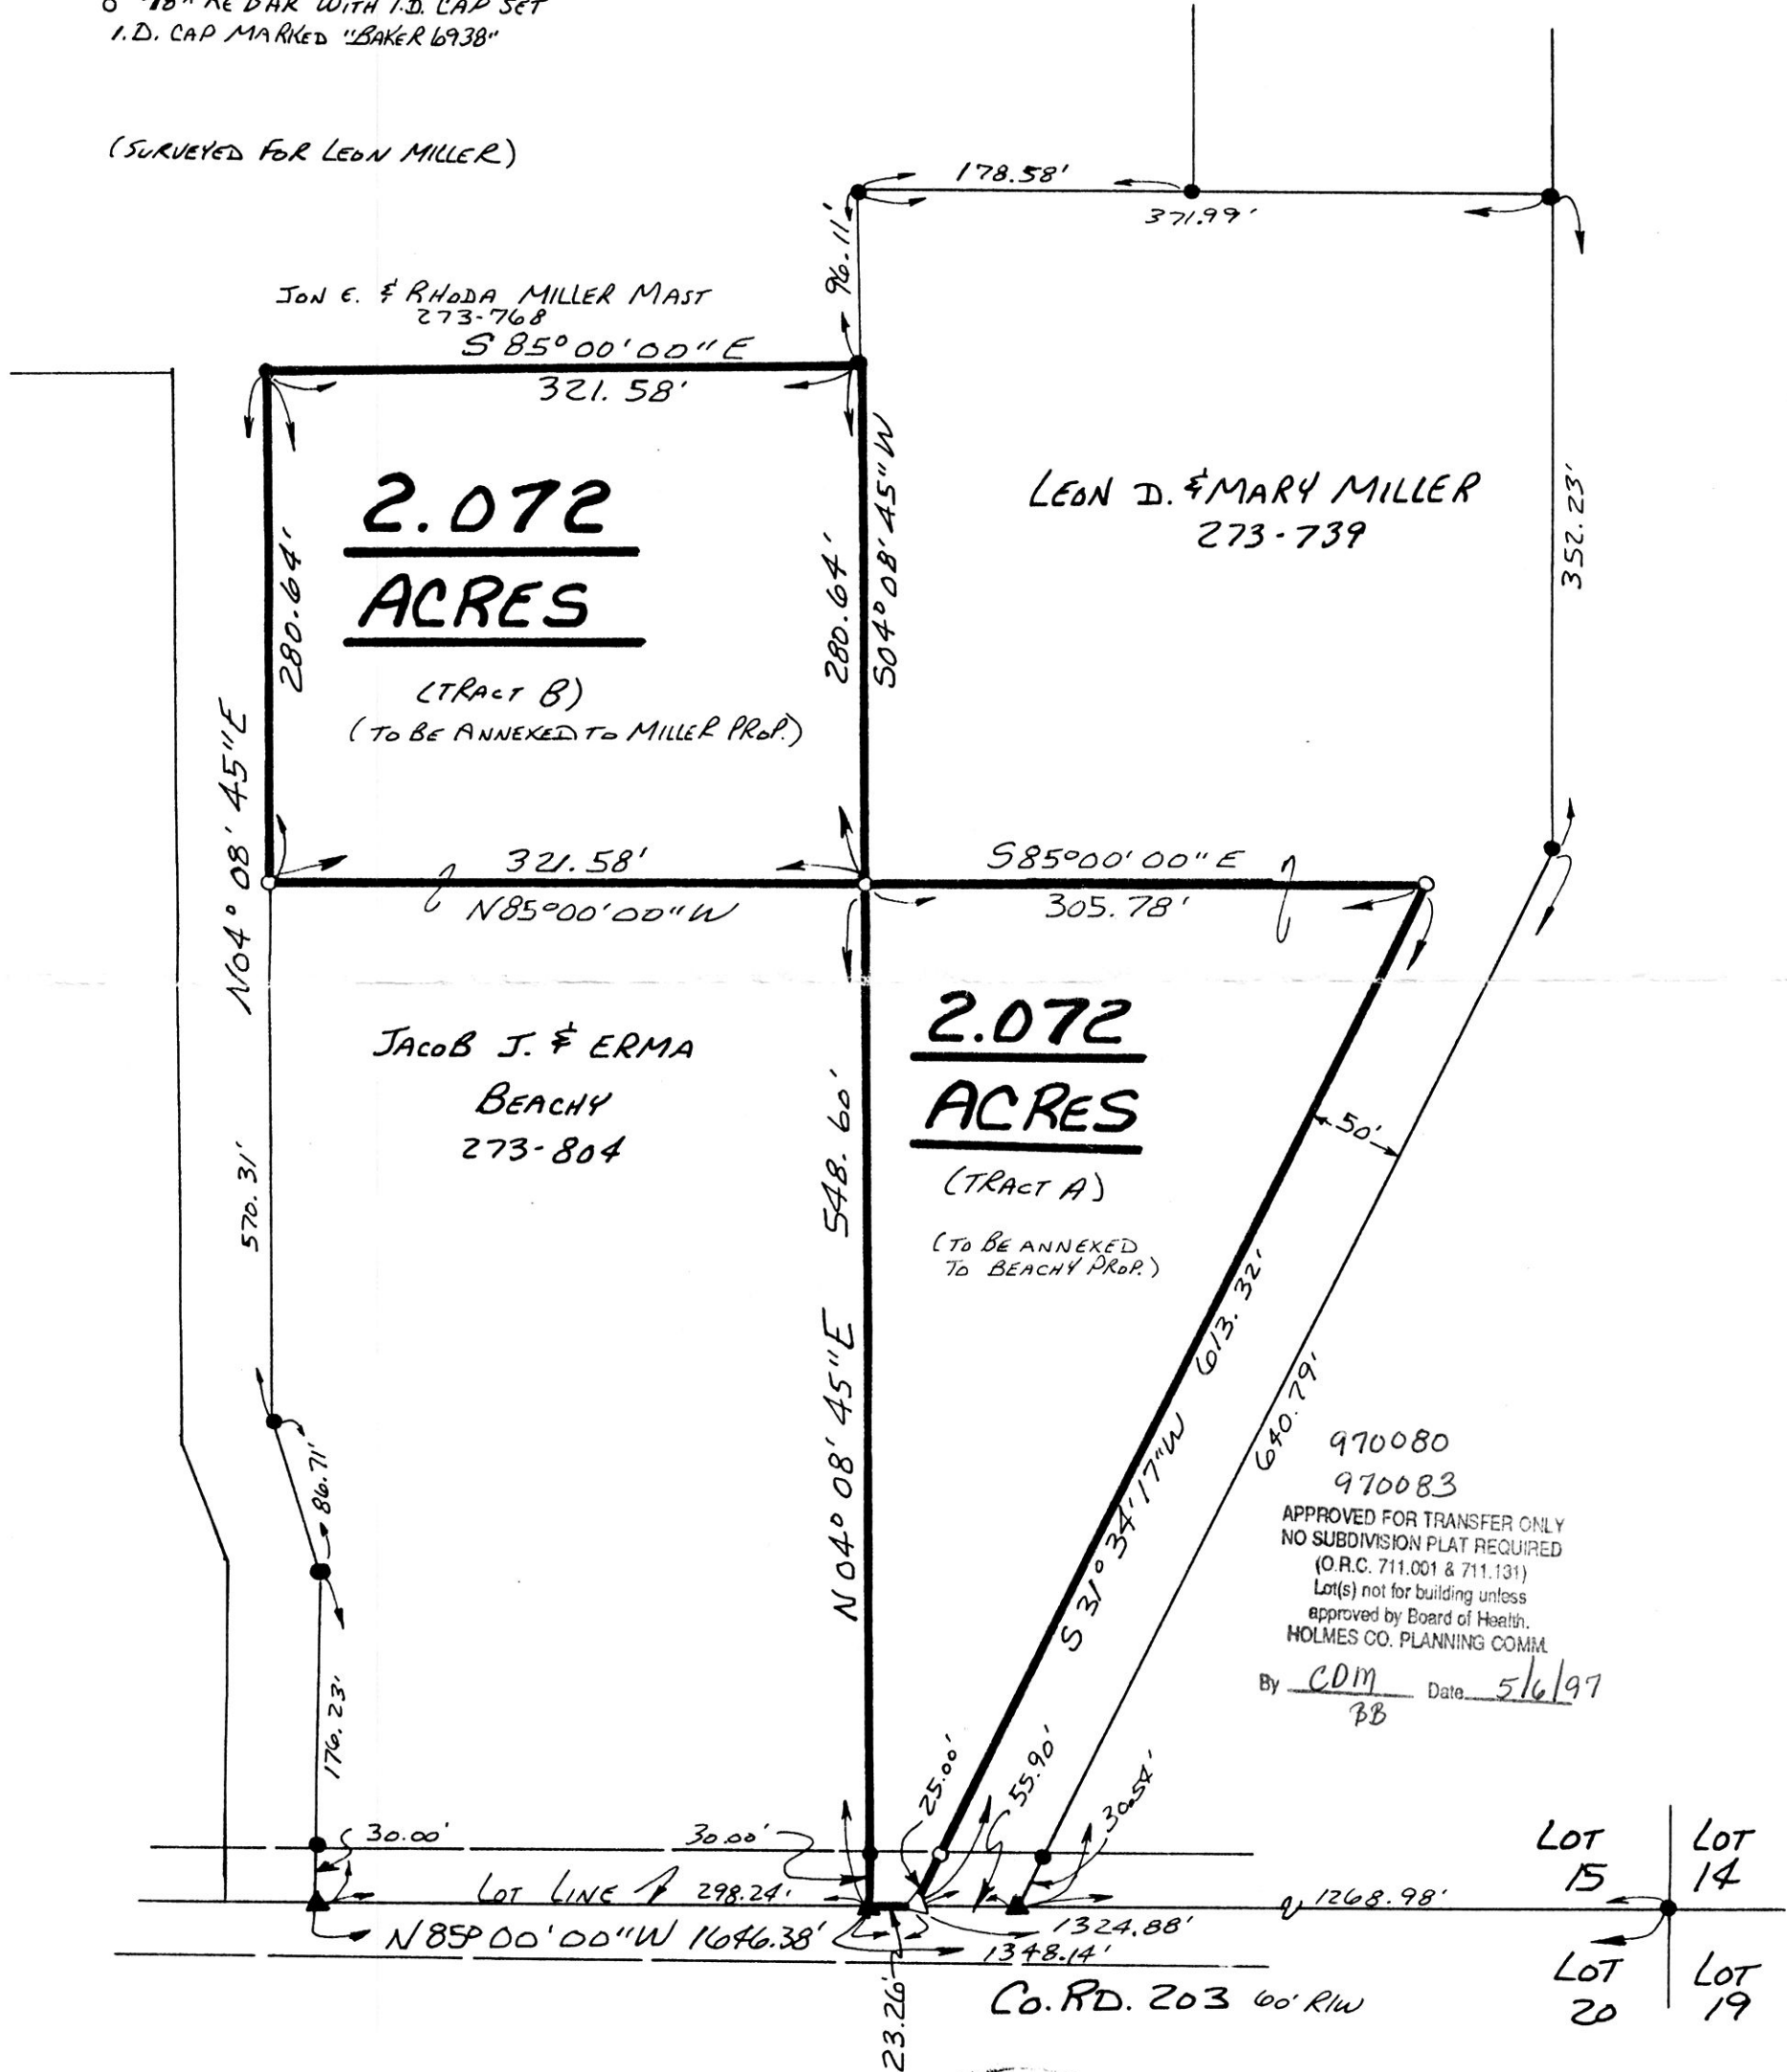 RE BAR WITH I.D. CAP SET
I.D. CAP MARKED "BAKER 6938"
(SURVEYED FOR LEON MILLER)
178.58'
371.99'
96.11'
JON E. & RHODA MILLER MAST
273-768
S 85° 00' 00" E
321.58'
2.072
ACRES
(TRACT B)
(TO BE ANNEXED TO MILLER PROP.)
280.64'
280.64'
S04° 08' 45" W
LEON D. & MARY MILLER
273-739
352.23'
N04° 08' 45" E
321.58'
N85° 00' 00" W
S85° 00' 00" E
305.78'
JACOB J. & ERMA
BEACHY
273-804
2.072
ACRES
(TRACT A)
(TO BE ANNEXED
TO BEACHY PROP.)
50'
570.31'
N 04° 08' 45" E 548.60'
S 31° 34' 17" W 613.32'
640.79'
86.71'
176.23'
970080
970083
APPROVED FOR TRANSFER ONLY
NO SUBDIVISION PLAT REQUIRED
(O.R.C. 711.001 & 711.131)
Lot(s) not for building unless
approved by Board of Health.
HOLMES CO. PLANNING COMM.
By CDM Date 5/6/97
BB
30.00'
30.00'
25.00'
55.90'
30.54'
LOT LINE
298.24'
1268.98'
N85° 00' 00" W 1646.38'
1324.88'
1348.14'
23.26'
CO. RD. 203 60' R/W
LOT
15
LOT
14
LOT
20
LOT
19